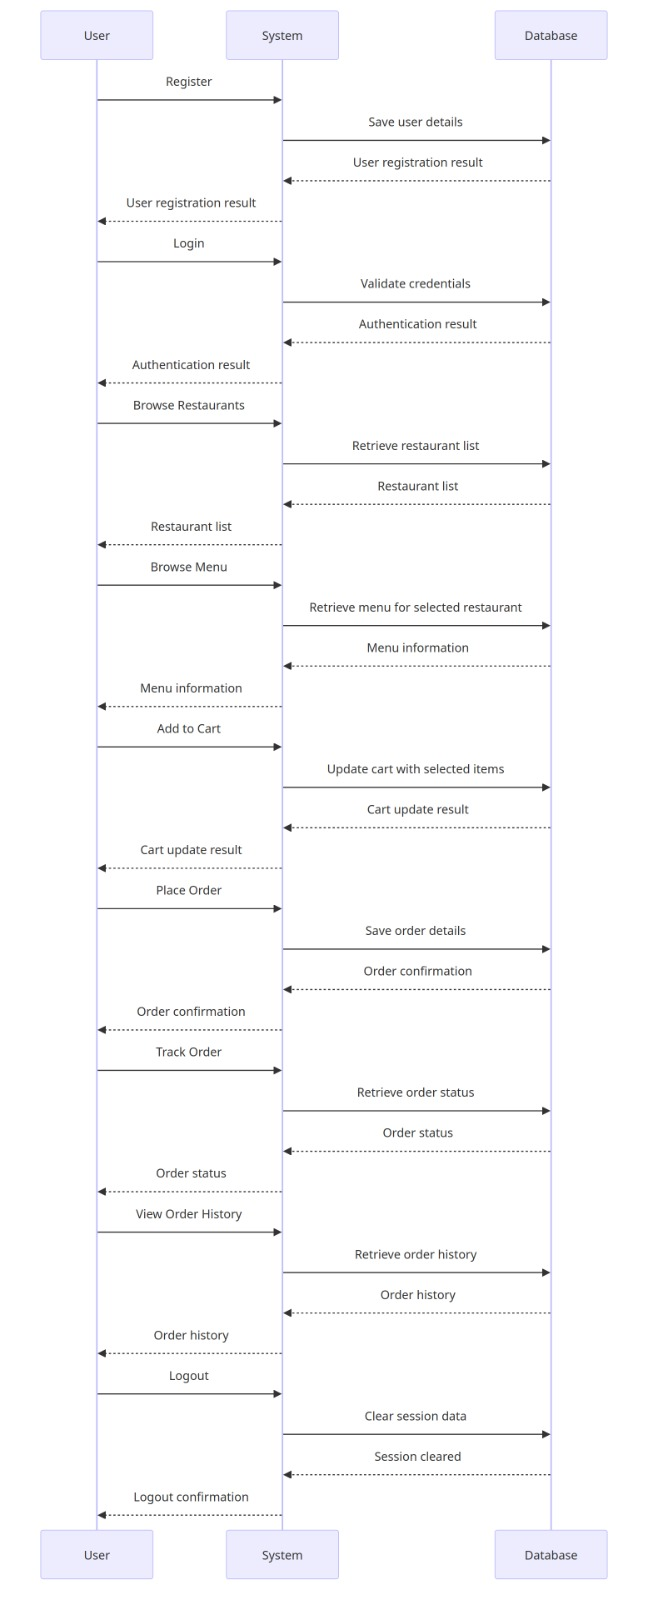 User
System
Database
Register
Save user details
User registration result
User registration result
Login
Validate credentials
Authentication result
Authentication result
Browse Restaurants
Retrieve restaurant list
Restaurant list
Restaurant list
Browse Menu
Retrieve menu for selected restaurant
Menu information
Menu information
Add to Cart
Update cart with selected items
Cart update result
Cart update result
Place Order
Save order details
Order confirmation
Order confirmation
Track Order
Retrieve order status
Order status
Order status
View Order History
Retrieve order history
Order history
Order history
Logout
Clear session data
Session cleared
Logout confirmation
User
System
Database